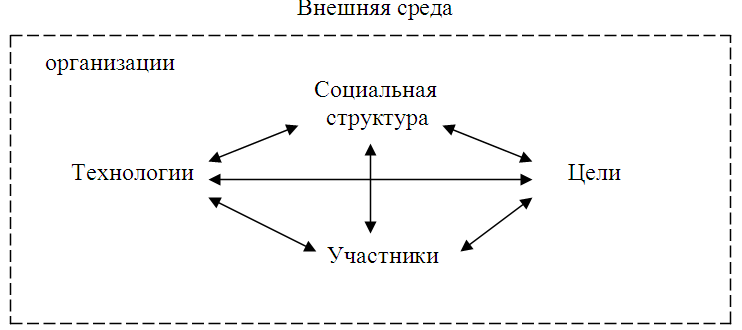 Внешняя среда
организации
Социальная
структура
Технологии
Цели
Участники